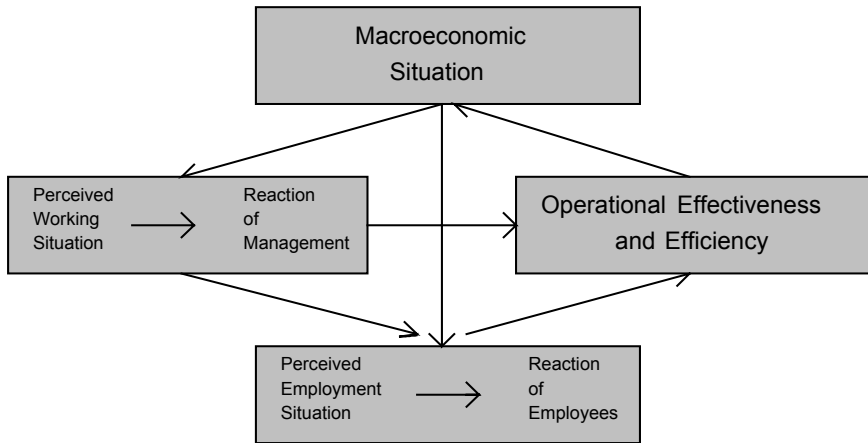 Macroeconomic
Situation
Perceived
Working
Situation
Reaction
of
Management
Operational Effectiveness
and Efficiency
Perceived
Employment
Situation
Reaction
of
Employees